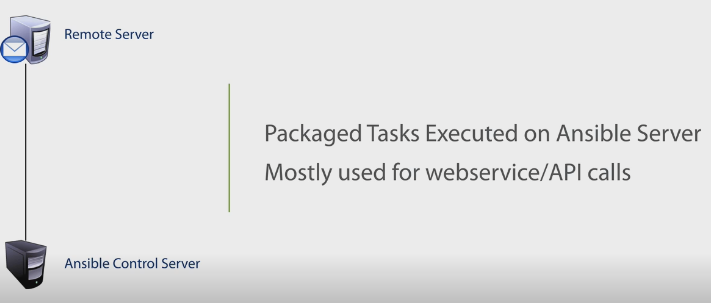 Remote Server
Packaged Tasks Executed on Ansible Server
Mostly used for webservice/API calls
Ansible Control Server